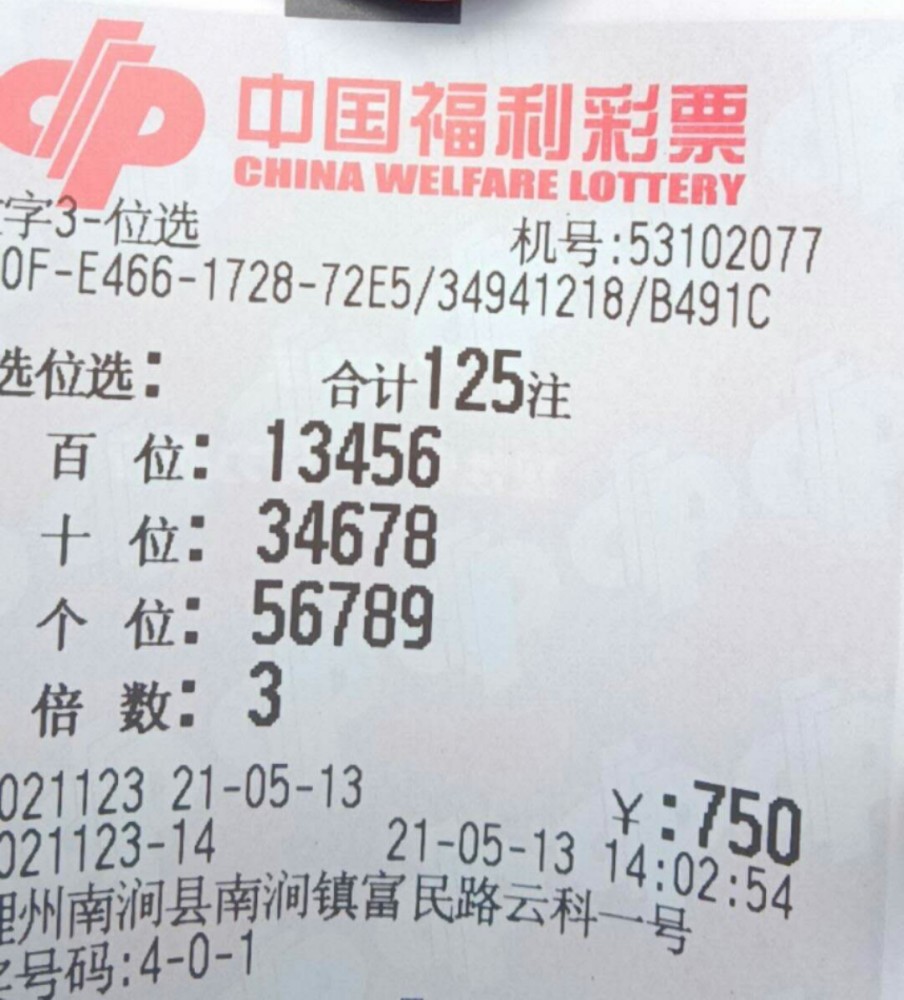 中国福利彩票
CHINA WELFARE LOTTERY
字3-位选 机号:53102077
0F-E466-1728-72E5/34941218/B491C
选位选: 合计125注
百 位: 13456
十 位: 34678
个 位: 56789
倍 数: 3
021123 21-05-13 ¥:750
021123-14 21-05-13 14:02:54
州南涧县南涧镇富民路云科一号
号码:4-0-1